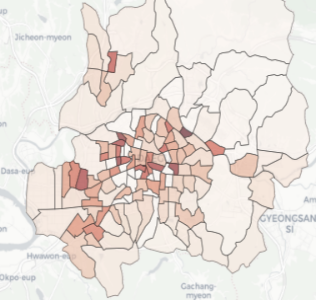 Jicheon-myeon
Dasa-eup
GYEONGSAN
SI
Hwawon-eup
Okpo-eup
Gachang-
myeon